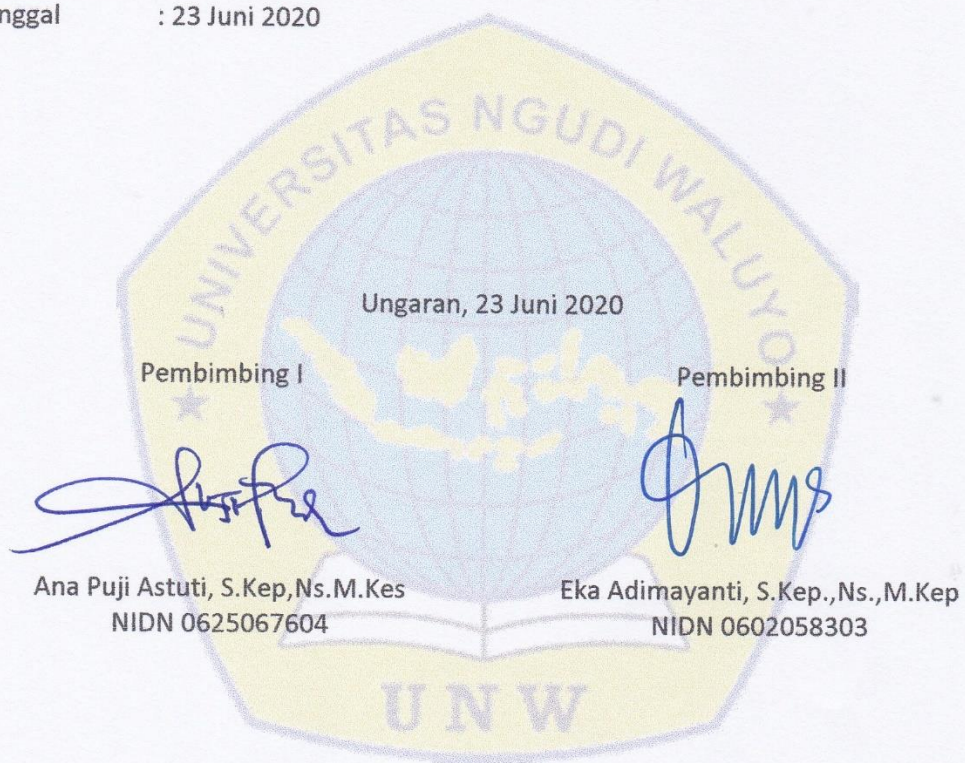 nggal : 23 Juni 2020
UNIVERSITAS NGUDI WALUYO
Ungaran, 23 Juni 2020
Pembimbing I
Pembimbing II
Ana Puji Astuti, S.Kep,Ns.M.Kes
Eka Adimayanti, S.Kep.,Ns.,M.Kep
NIDN 0625067604
NIDN 0602058303
UNW